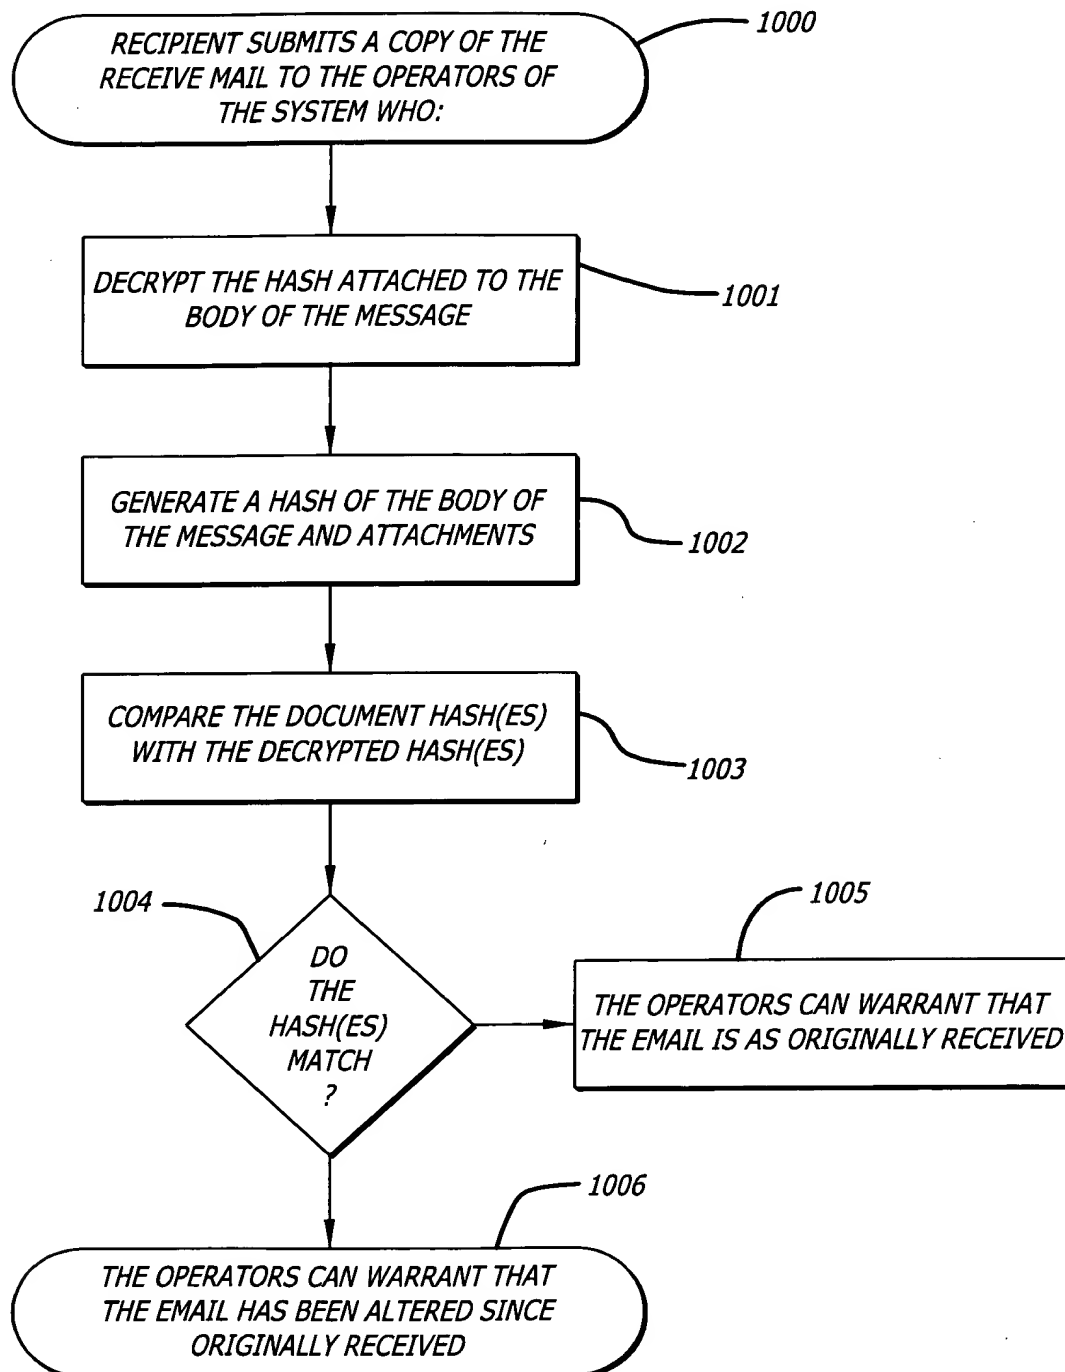 1000
RECIPIENT SUBMITS A COPY OF THE
RECEIVE MAIL TO THE OPERATORS OF
THE SYSTEM WHO:
DECRYPT THE HASH ATTACHED TO THE
BODY OF THE MESSAGE
1001
GENERATE A HASH OF THE BODY OF
THE MESSAGE AND ATTACHMENTS
1002
COMPARE THE DOCUMENT HASH(ES)
WITH THE DECRYPTED HASH(ES)
1003
1004
DO
THE
HASH(ES)
MATCH
?
1005
THE OPERATORS CAN WARRANT THAT
THE EMAIL IS AS ORIGINALLY RECEIVED
1006
THE OPERATORS CAN WARRANT THAT
THE EMAIL HAS BEEN ALTERED SINCE
ORIGINALLY RECEIVED